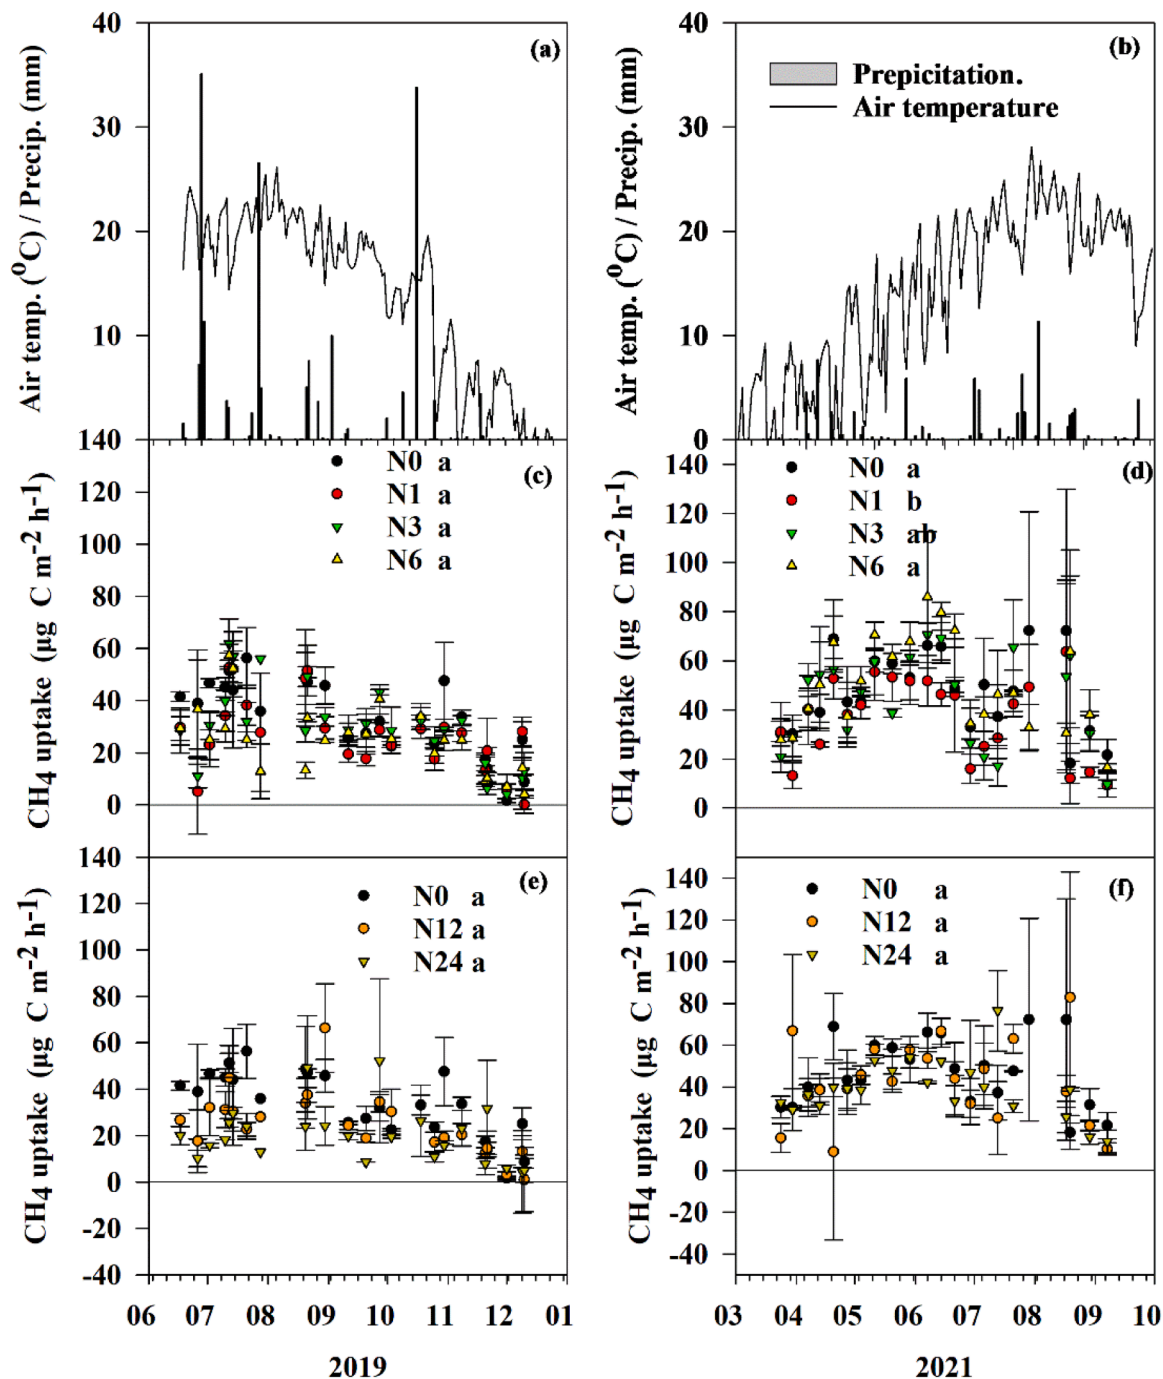 40
30
20
10
140
Air temp. (⁰C) / Precip. (mm)
(a)
40
30
20
10
0
Air temp. (⁰C) / Precip. (mm)
(b)
Prepicitation.
Air temperature
120
100
80
60
40
20
0
CH4 uptake (µg C m-2 h-1)
(c)
N0 a
N1 a
N3 a
N6 a
140
120
100
80
60
40
20
0
CH4 uptake (µg C m-2 h-1)
(d)
N0 a
N1 b
N3 ab
N6 a
140
120
100
80
60
40
20
0
-20
-40
CH4 uptake (µg C m-2 h-1)
(e)
N0 a
N12 a
N24 a
140
120
100
80
60
40
20
0
-20
-40
CH4 uptake (µg C m-2 h-1)
(f)
N0 a
N12 a
N24 a
06 07 08 09 10 11 12 01
2019
03 04 05 06 07 08 09 10
2021